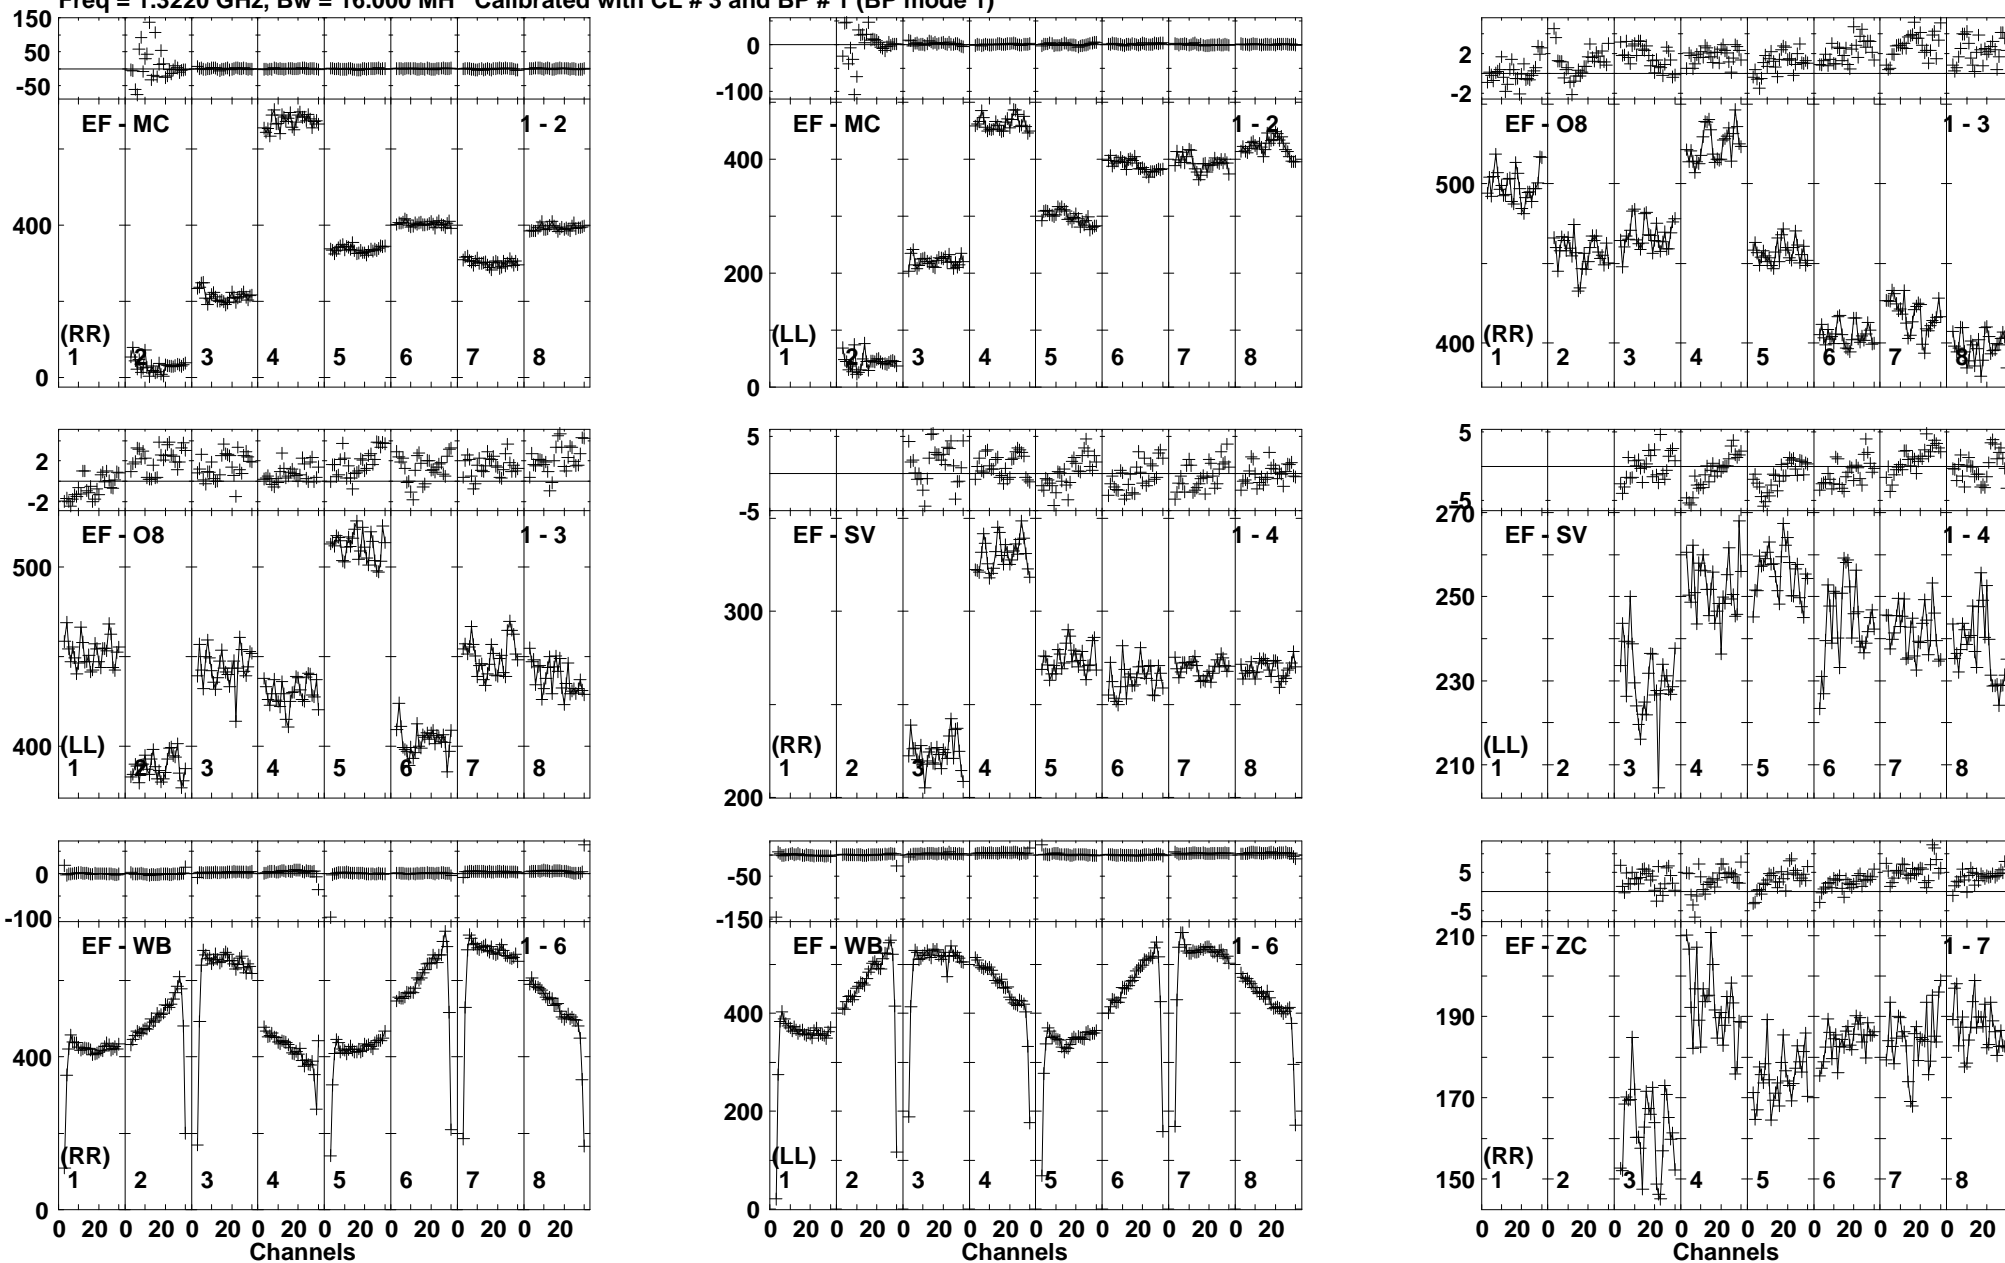 Freq = 1.3220 GHz, Bw = 16.000 MH Calibrated with CL # 3 and BP # 1 (BP mode 1)
150
50
-50
EF - MC 1 - 2
400
0
(RR)
1 2 3 4 5 6 7 8
0
-100
EF - MC 1 - 2
400
200
0
(LL)
1 2 3 4 5 6 7 8
2
-2
EF - O8 1 - 3
500
400
(RR)
1 2 3 4 5 6 7 8
2
-2
EF - O8 1 - 3
500
400
(LL)
1 2 3 4 5 6 7 8
5
-5
EF - SV 1 - 4
300
200
(RR)
1 2 3 4 5 6 7 8
5
-5
270
EF - SV 1 - 4
250
230
210
(LL)
1 2 3 4 5 6 7 8
0
-100
EF - WB 1 - 6
400
0
(RR)
1 2 3 4 5 6 7 8
0 20 0 20 0 20 0 20 0 20 0 20 0 20 0 20
Channels
-50
-150
EF - WB 1 - 6
400
200
0
(LL)
1 2 3 4 5 6 7 8
0 20 0 20 0 20 0 20 0 20 0 20 0 20 0 20
Channels
5
-5
210
EF - ZC 1 - 7
190
170
150
(RR)
1 2 3 4 5 6 7 8
0 20 0 20 0 20 0 20 0 20 0 20 0 20 0 20
Channels